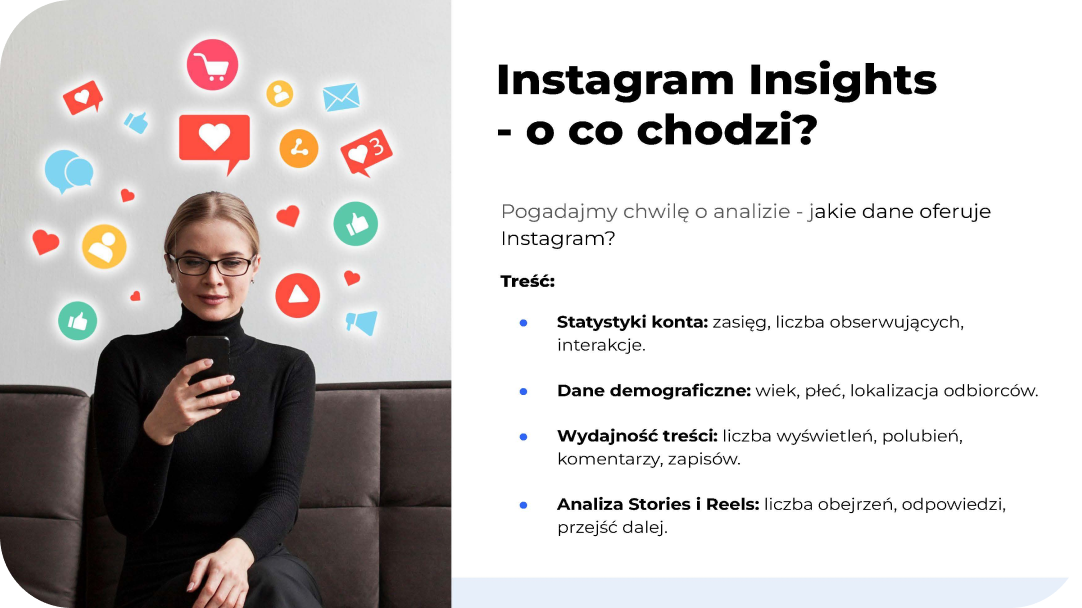 3
Instagram Insights
- o co chodzi?
Pogadajmy chwilę o analizie - jakie dane oferuje
Instagram?
Treść:
Statystyki konta: zasięg, liczba obserwujących,
interakcje.
Dane demograficzne: wiek, płeć, lokalizacja odbiorców.
Wydajność treści: liczba wyświetleń, polubień,
komentarzy, zapisów.
Analiza Stories i Reels: liczba obejrzeń, odpowiedzi,
przejść dalej.